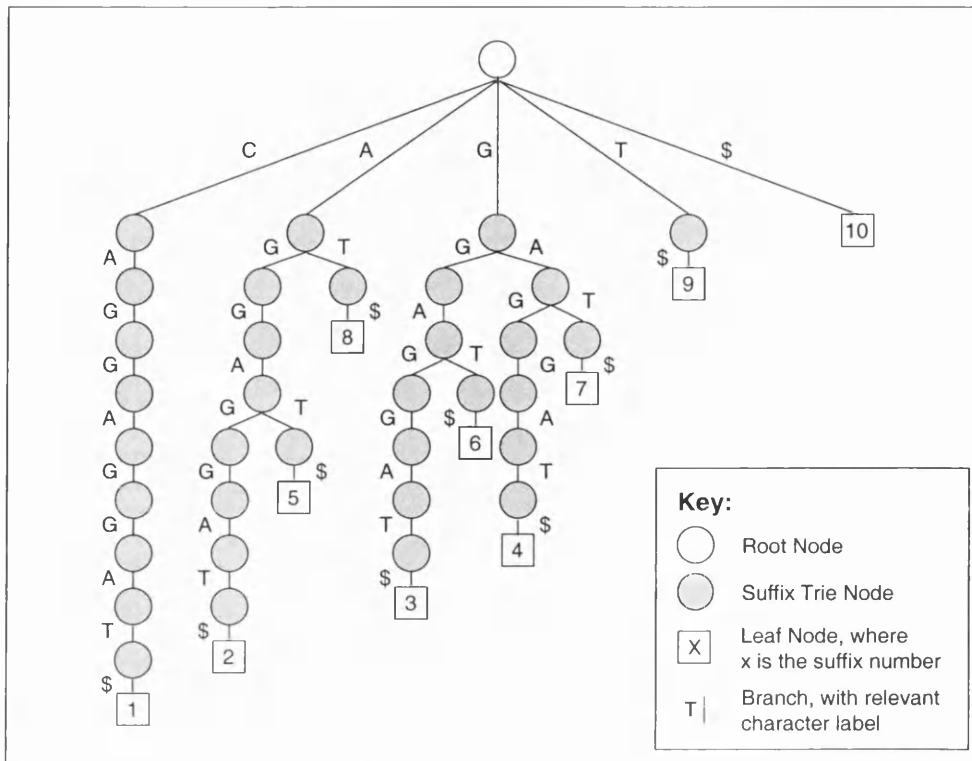 C A G T $
10
A G T G A $
9
G G $ A G T
8
G A G T G $
7
A G T $ A
6
G G $ A T
5
G A T $
4
A T $
3
T $
2
$
1
Key:
Root Node
Suffix Trie Node
X Leaf Node, where
x is the suffix number
T Branch, with relevant
character label